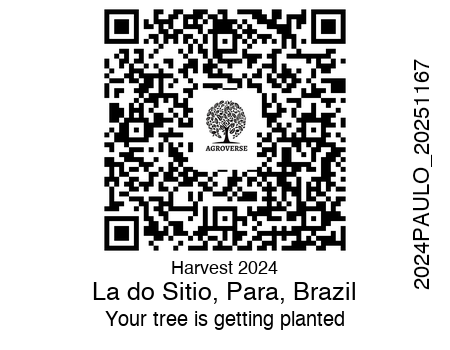 AGROVERSE
Harvest 2024
La do Sitio, Para, Brazil
Your tree is getting planted
2024PAULO_20251167